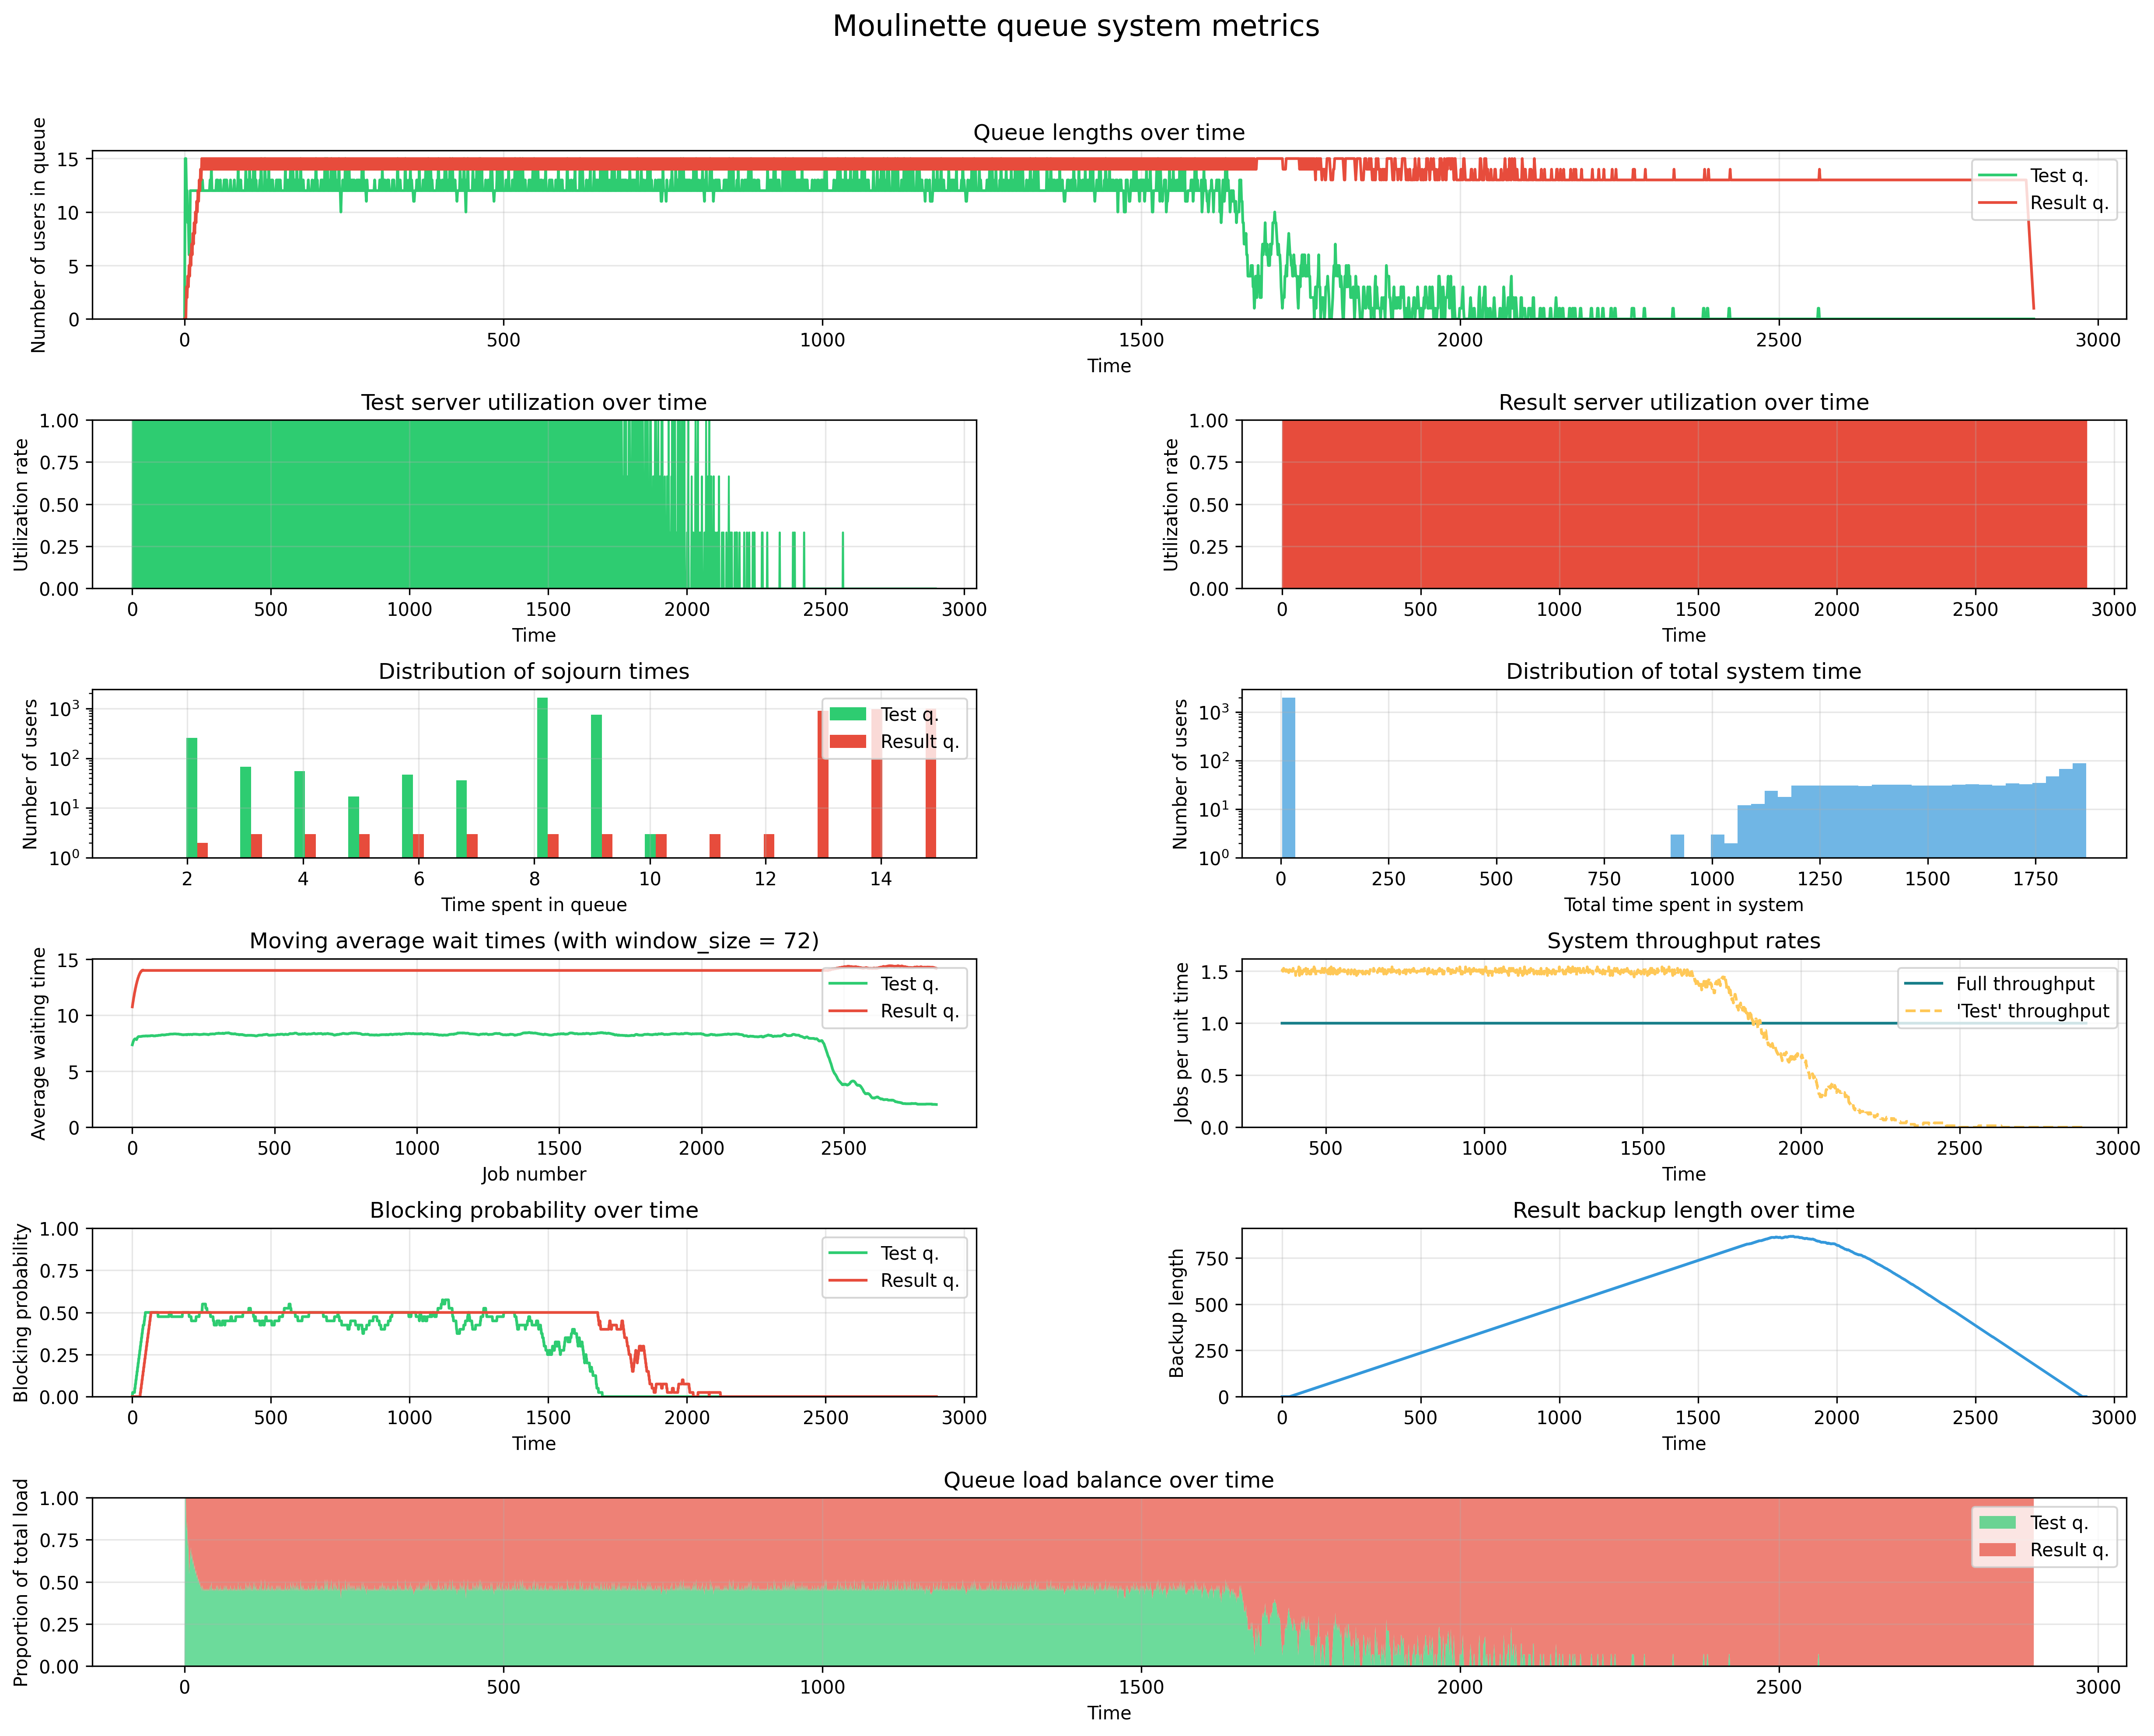 Moulinette queue system metrics
Queue lengths over time
Number of users in queue
15
10
5
0
Test q.
Result q.
0 500 1000 1500 2000 2500 3000
Time
Test server utilization over time
Utilization rate
1.00
0.75
0.50
0.25
0.00
0 500 1000 1500 2000 2500 3000
Time
Result server utilization over time
Utilization rate
1.00
0.75
0.50
0.25
0.00
0 500 1000 1500 2000 2500 3000
Time
Distribution of sojourn times
Number of users
10³
10²
10¹
10⁰
Test q.
Result q.
2 4 6 8 10 12 14
Time spent in queue
Distribution of total system time
Number of users
10³
10²
10¹
10⁰
0 250 500 750 1000 1250 1500 1750
Total time spent in system
Moving average wait times (with window_size = 72)
Average waiting time
15
10
5
0
Test q.
Result q.
0 500 1000 1500 2000 2500
Job number
System throughput rates
Jobs per unit time
1.5
1.0
0.5
0.0
Full throughput
'Test' throughput
500 1000 1500 2000 2500 3000
Time
Blocking probability over time
Blocking probability
1.00
0.75
0.50
0.25
0.00
Test q.
Result q.
0 500 1000 1500 2000 2500 3000
Time
Result backup length over time
Backup length
750
500
250
0
0 500 1000 1500 2000 2500 3000
Time
Queue load balance over time
Proportion of total load
1.00
0.75
0.50
0.25
0.00
Test q.
Result q.
0 500 1000 1500 2000 2500 3000
Time